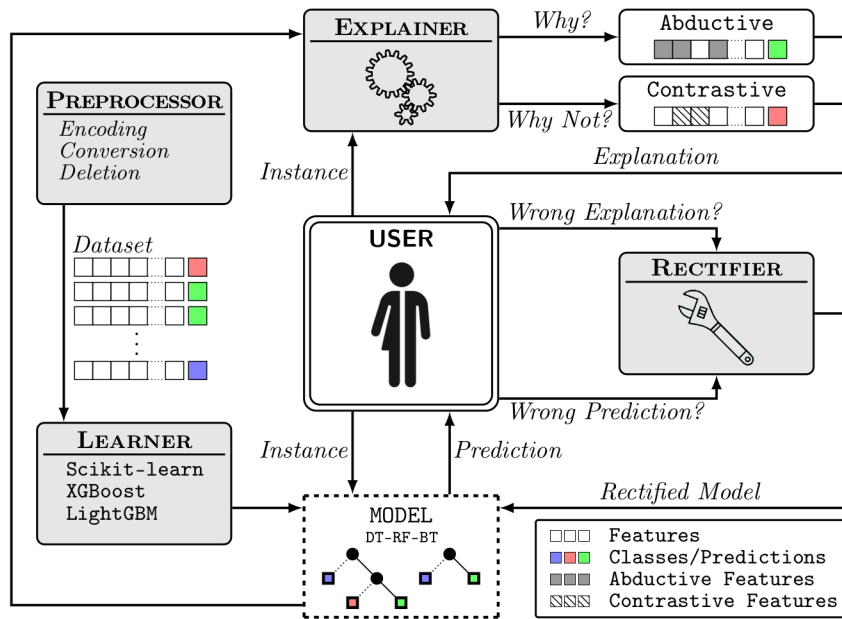 EXPLAINER
Why?
Abductive
Why Not?
Contrastive
PREPROCESSOR
Encoding
Conversion
Deletion
Instance
Explanation
Wrong Explanation?
USER
Dataset
RECTIFIER
Wrong Prediction?
LEARNER
Scikit-learn
XGBoost
LightGBM
Instance
Prediction
Rectified Model
MODEL
DT-RF-BT
Features
Classes/Predictions
Abductive Features
Contrastive Features